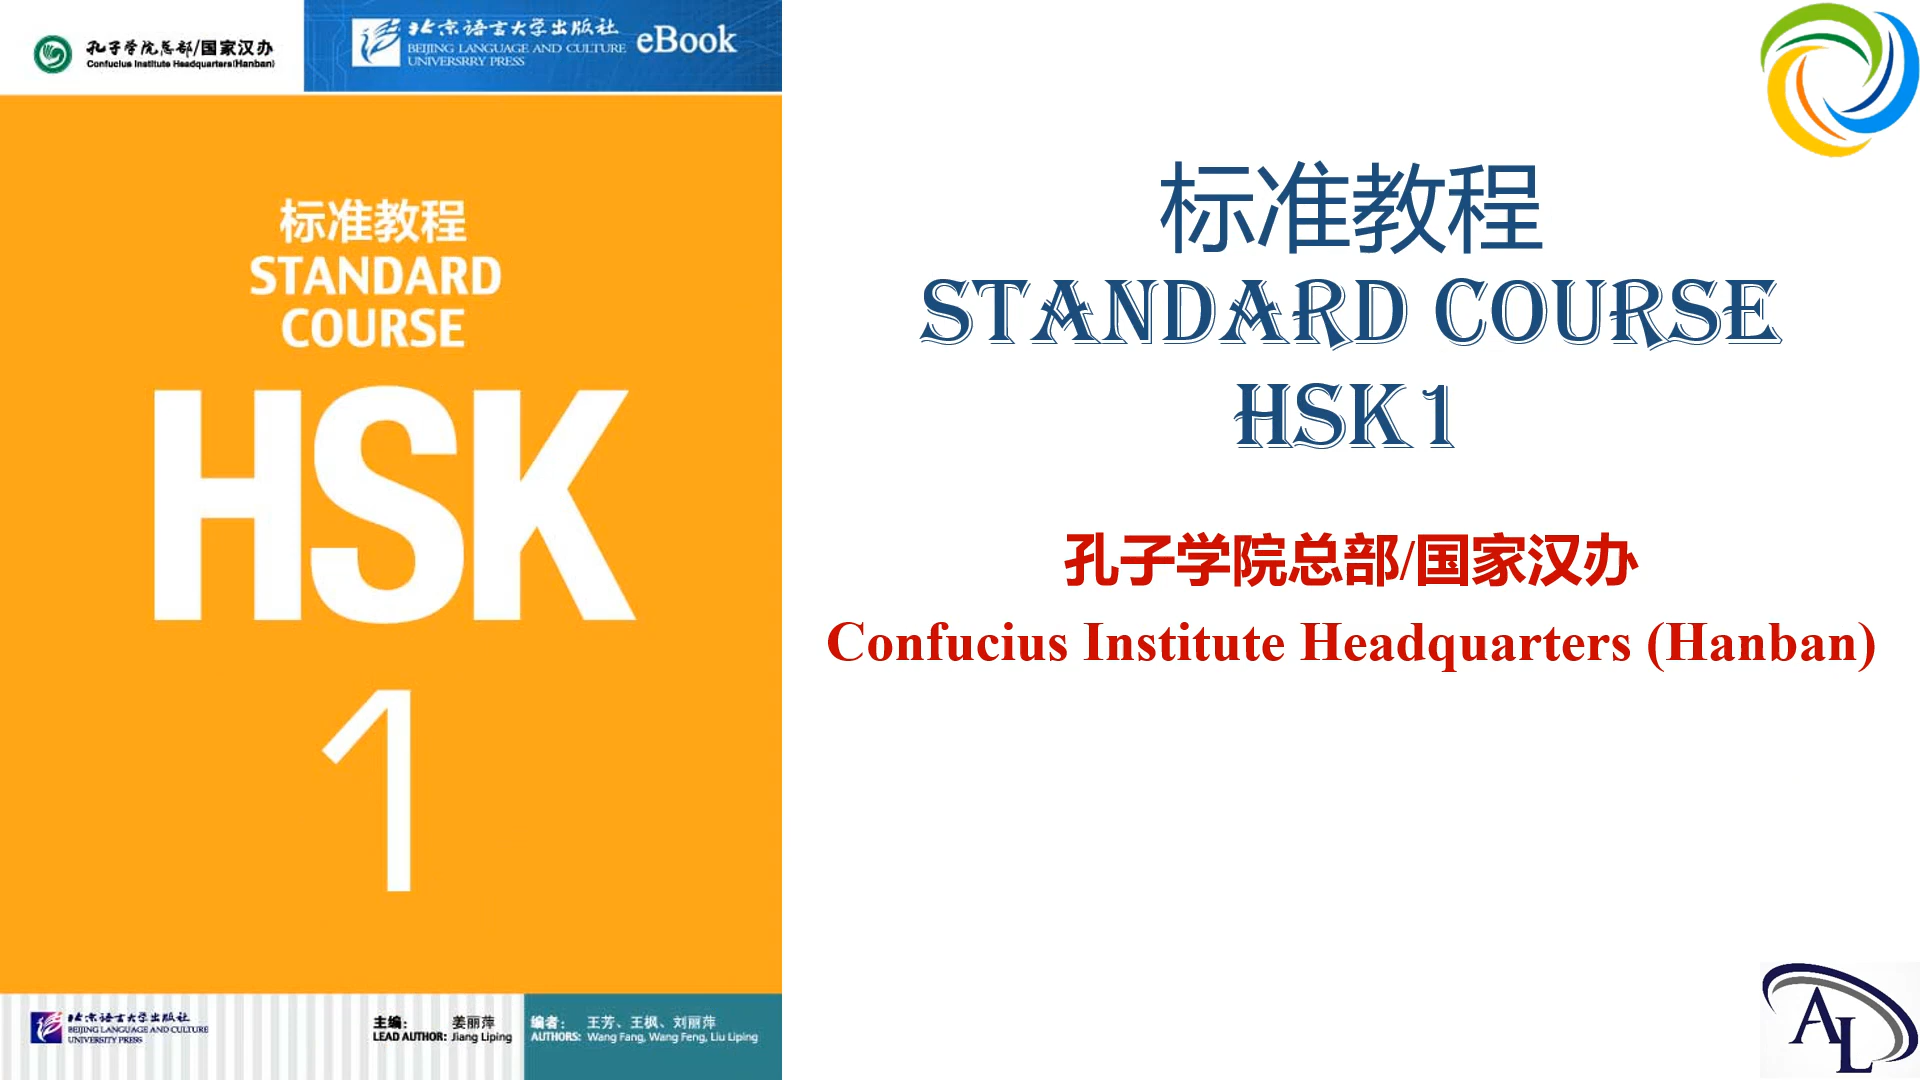 孔子学院总部/国家汉办
Confucius Institute Headquarters(Hanban)
北京语言大学出版社
BEIJING LANGUAGE AND CULTURE
UNIVERSRRY PRESS
eBook
标准教程
STANDARD
COURSE
HSK
1
北京语言大学出版社
BEIJING LANGUAGE AND CULTURE
UNIVERSITY PRESS
主编: 姜丽萍
LEAD AUTHOR: Jiang Liping
编者: 王芳、王枫、刘丽萍
AUTHORS: Wang Fang, Wang Feng, Liu Liping
标准教程
STANDARD COURSE
HSK 1
孔子学院总部/国家汉办
Confucius Institute Headquarters (Hanban)
AL